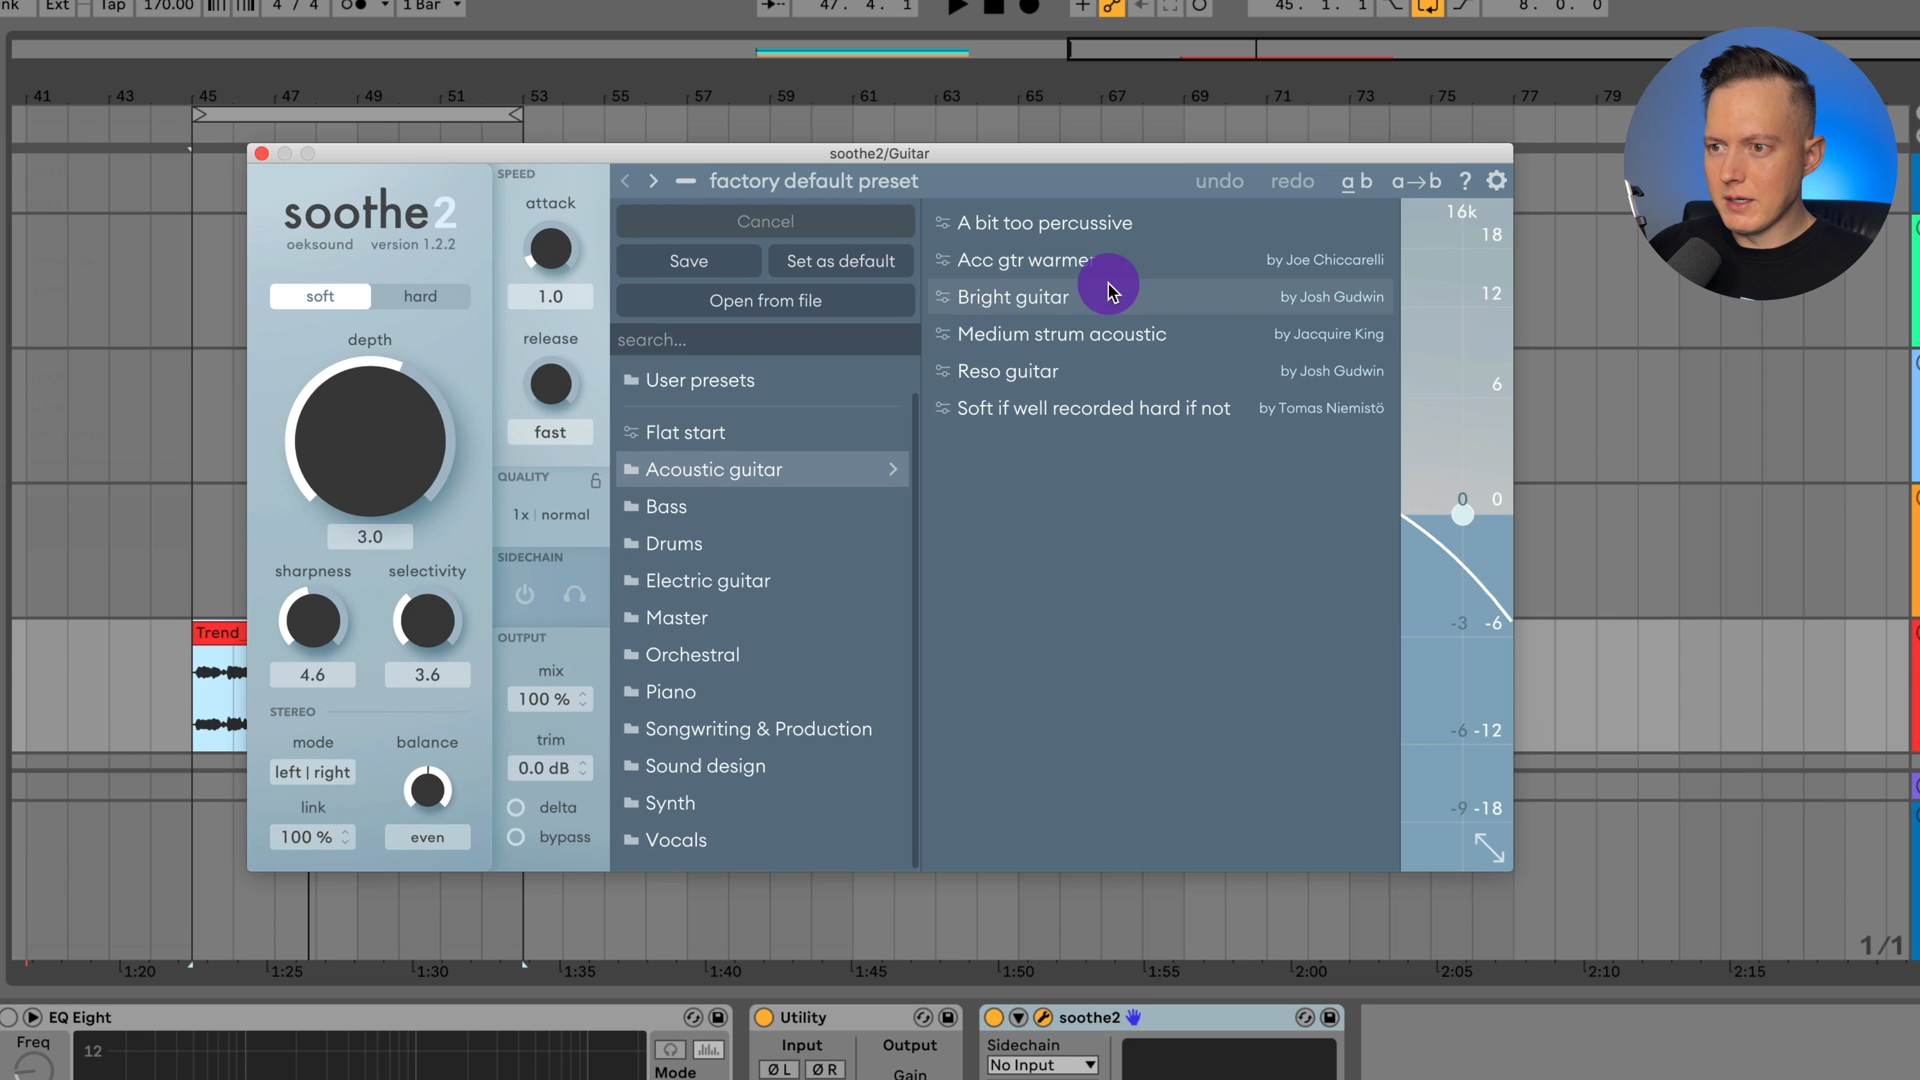 nk Ext Tap 170.00 4 / 4 1 Bar 47. 4. 1 45. 1. 1 8. 0. 0
41 43 45 47 49 51 53 55 57 59 61 63 65 67 69 71 73 75 77 79
soothe2/Guitar
soothe2
oeksound version 1.2.2
soft hard
depth
3.0
sharpness selectivity
4.6 3.6
STEREO
mode balance
left | right
link
100 % even
SPEED
attack
1.0
release
fast
QUALITY
1x | normal
SIDECHAIN
OUTPUT
mix
100 %
trim
0.0 dB
delta
bypass
factory default preset undo redo a b a→b ?
Cancel
Save Set as default
Open from file
search...
User presets
Flat start
Acoustic guitar
Bass
Drums
Electric guitar
Master
Orchestral
Piano
Songwriting & Production
Sound design
Synth
Vocals
A bit too percussive
Acc gtr warmer by Joe Chiccarelli
Bright guitar by Josh Gudwin
Medium strum acoustic by Jacquire King
Reso guitar by Josh Gudwin
Soft if well recorded hard if not by Tomas Niemistö
16k
18
12
6
0 0
-3 -6
-6 -12
-9 -18
Trend
1/1
1:20 1:25 1:30 1:35 1:40 1:45 1:50 1:55 2:00 2:05 2:10 2:15
EQ Eight
Freq
12
Mode
Utility
Input Output
Ø L Ø R Gain
soothe2
Sidechain
No Input